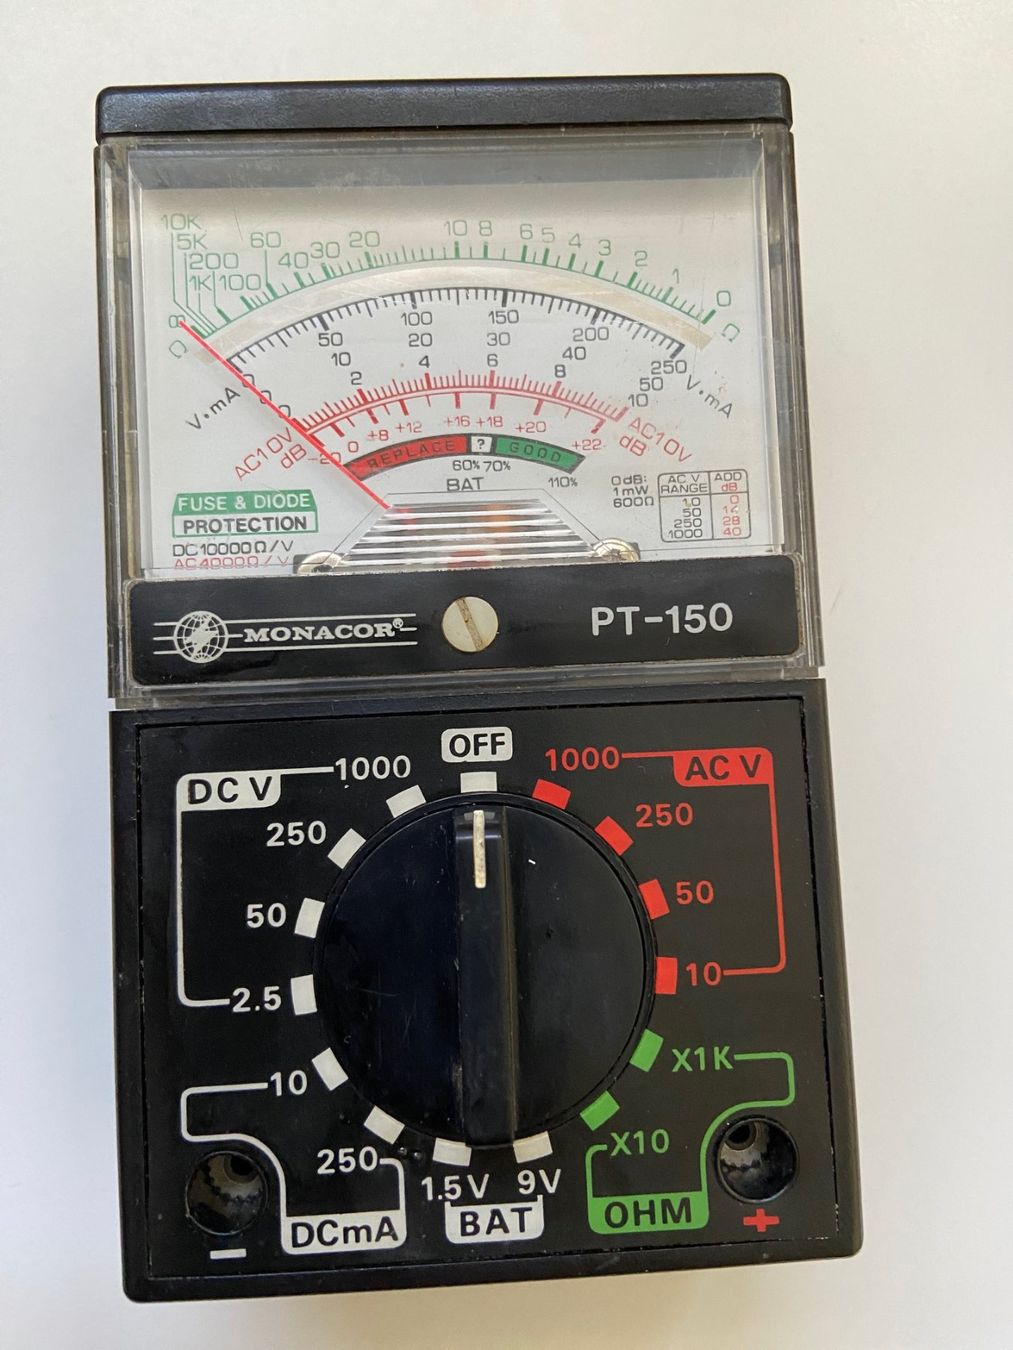 10K
5K
200
1K 100
60 40 30 20 10 8 6 5 4 3 2 1 0
∞
Ω Ω
0 50 100 150 200 250
V·mA V·mA
0 10 20 30 40 50
0 2 4 6 8 10
AC10V AC10V
dB -20 0 +8 +12 +16 +18 +20 +22 dB
REPLACE ? GOOD
60% 70% 110%
BAT
FUSE & DIODE
PROTECTION
DC10000Ω/V
AC4000Ω/V
0dB:
1mW
600Ω
AC V RANGE ADD dB
10 0
50 14
250 28
1000 40
MONACOR®
PT-150
OFF
DC V
1000
250
50
2.5
AC V
1000
250
50
10
10
250
DCmA
1.5V 9V
BAT
X1K
X10
OHM
−
+